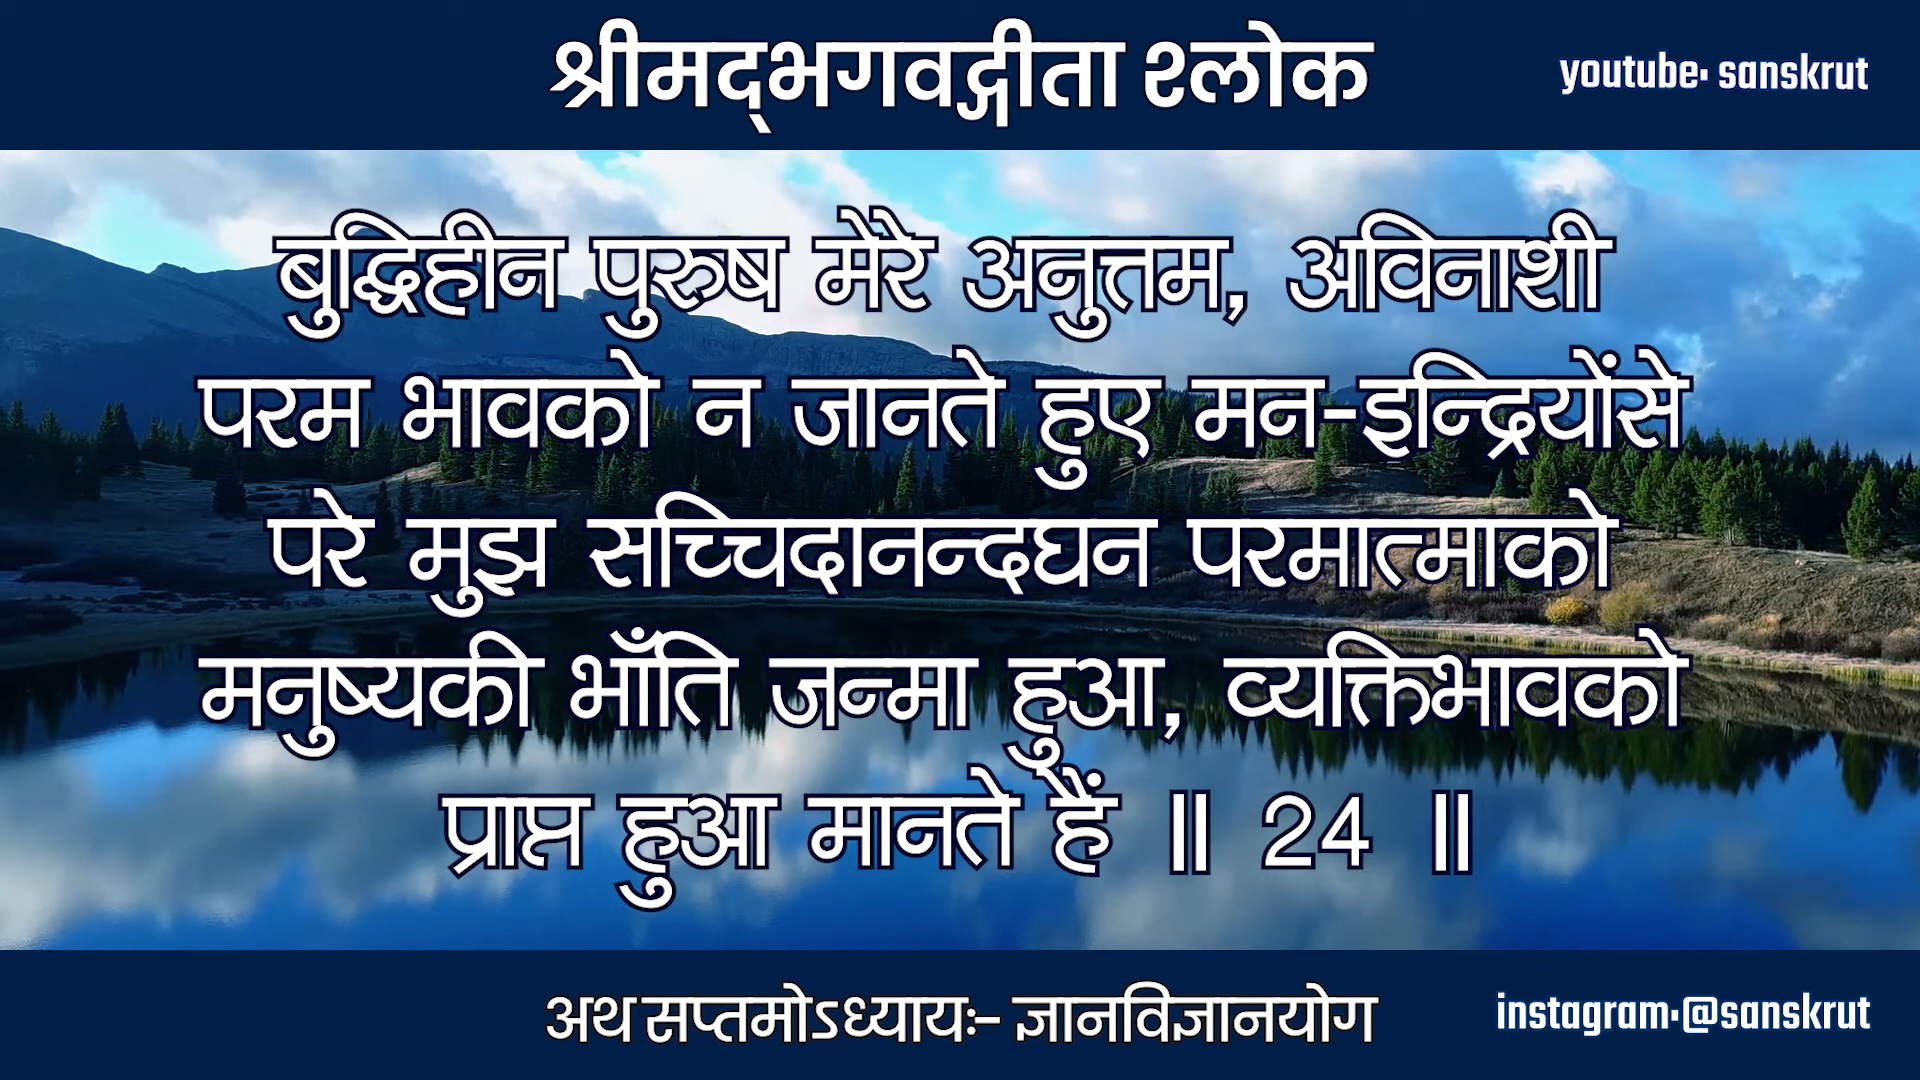 श्रीमद्‌भगवद्गीता श्लोक
youtube: sanskrut
बुद्धिहीन पुरुष मेरे अनुत्तम, अविनाशी
परम भावको न जानते हुए मन-इन्द्रियोंसे
परे मुझ सच्चिदानन्दघन परमात्माको
मनुष्यकी भाँति जन्मा हुआ, व्यक्तिभावको
प्राप्त हुआ मानते हैं ॥ 24 ॥
अथ सप्तमोऽध्यायः- ज्ञानविज्ञानयोग
instagram:@sanskrut